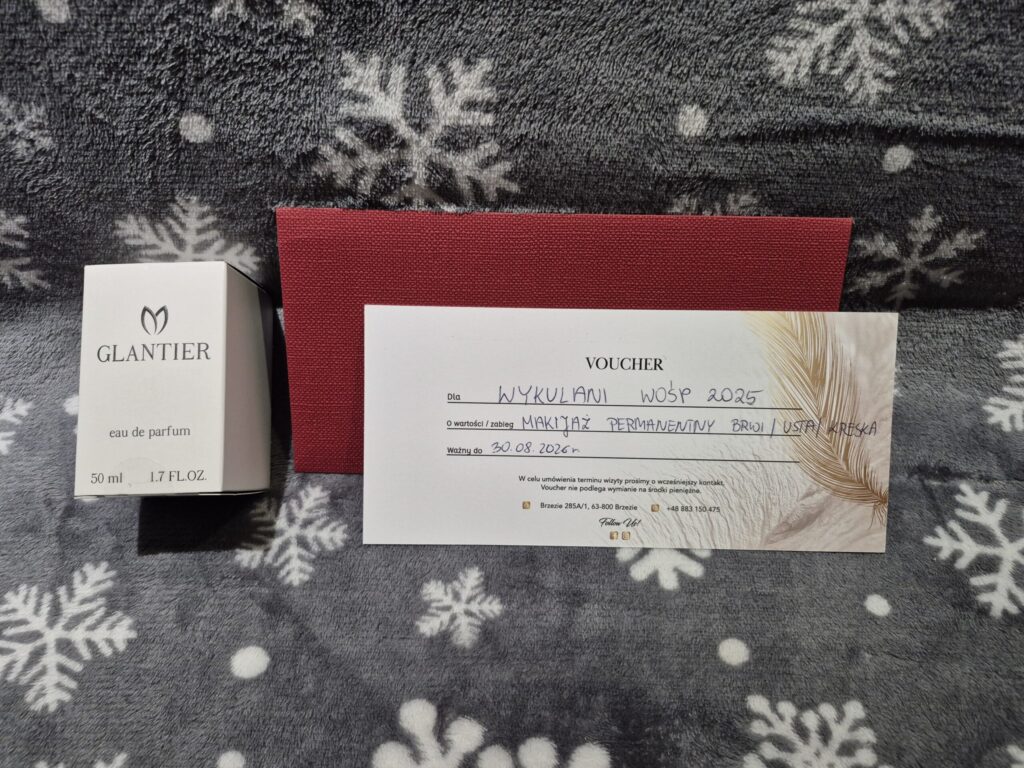 GLANTIER
eau de parfum
50 ml 1.7 FL.OZ.
VOUCHER
Dla WYKULANI WOŚP 2025
O wartości / zabieg MAKIJAŻ PERMANENTNY BRWI / USTA / KRESKA
Ważny do 30.08.2026r
W celu umówienia terminu wizyty prosimy o wcześniejszy kontakt.
Voucher nie podlega wymianie na środki pieniężne.
Brzezie 285A/1, 63-800 Brzezie +48 883 150 475
Follow Us!